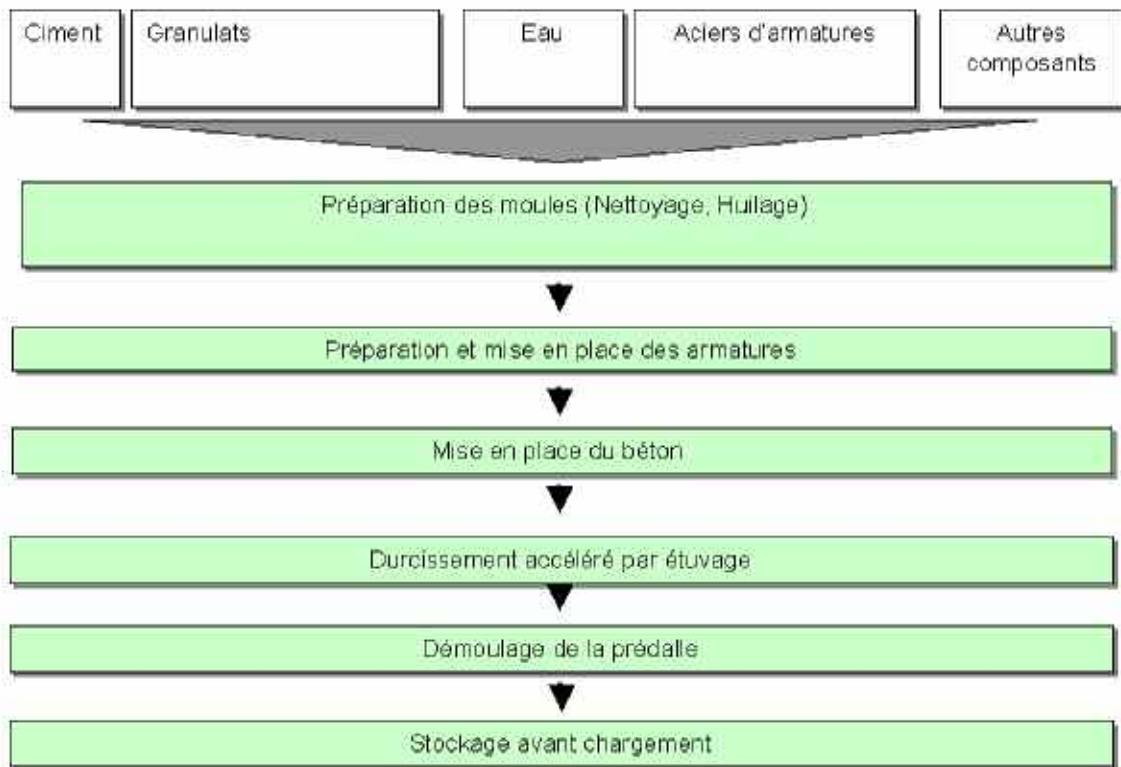 Ciment
Granulats
Eau
Aciers d'armatures
Autres
composants
Préparation des moules (Nettoyage, Huilage)
Préparation et mise en place des armatures
Mise en place du béton
Durcissement accéléré par étuvage
Démoulage de la prédalle
Stockage avant chargement